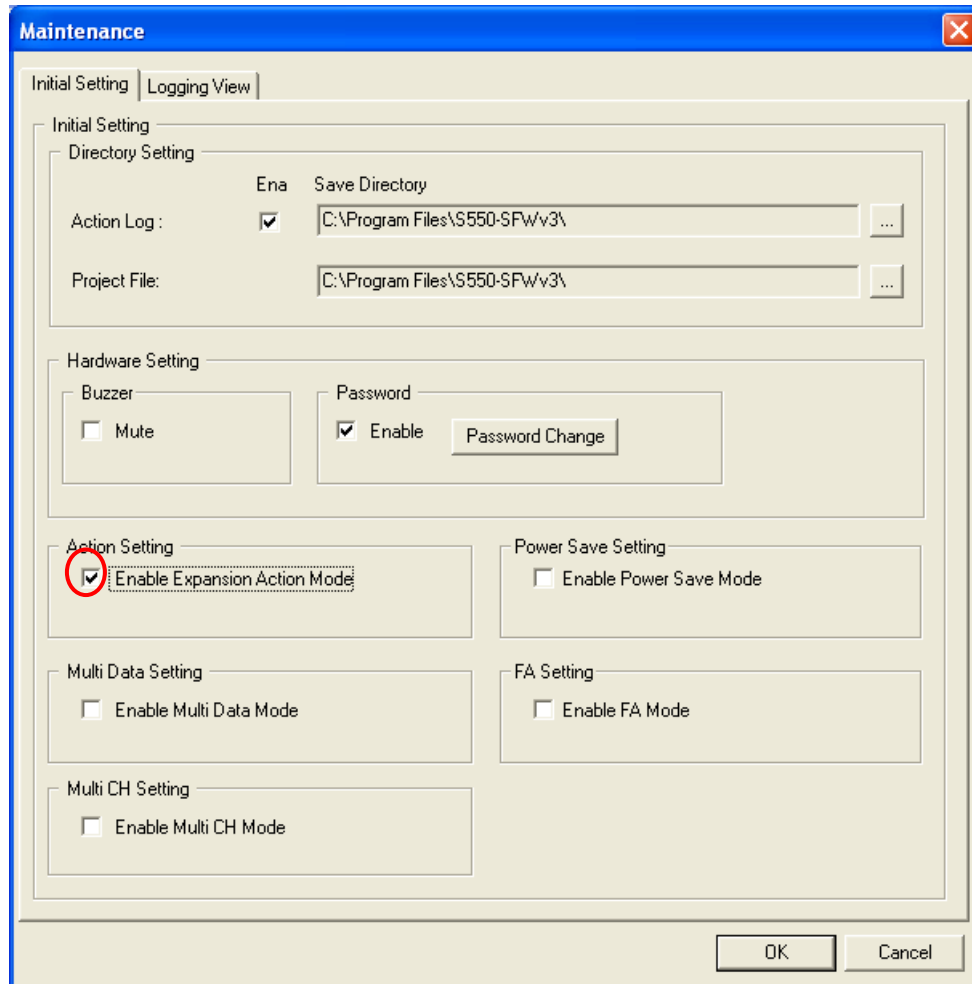 Maintenance
Initial Setting
Logging View
Initial Setting
Directory Setting
Ena Save Directory
Action Log : C:\Program Files\S550-SFWv3\ ...
Project File: C:\Program Files\S550-SFWv3\ ...
Hardware Setting
Buzzer
Mute
Password
Enable Password Change
Action Setting
Enable Expansion Action Mode
Power Save Setting
Enable Power Save Mode
Multi Data Setting
Enable Multi Data Mode
FA Setting
Enable FA Mode
Multi CH Setting
Enable Multi CH Mode
OK Cancel